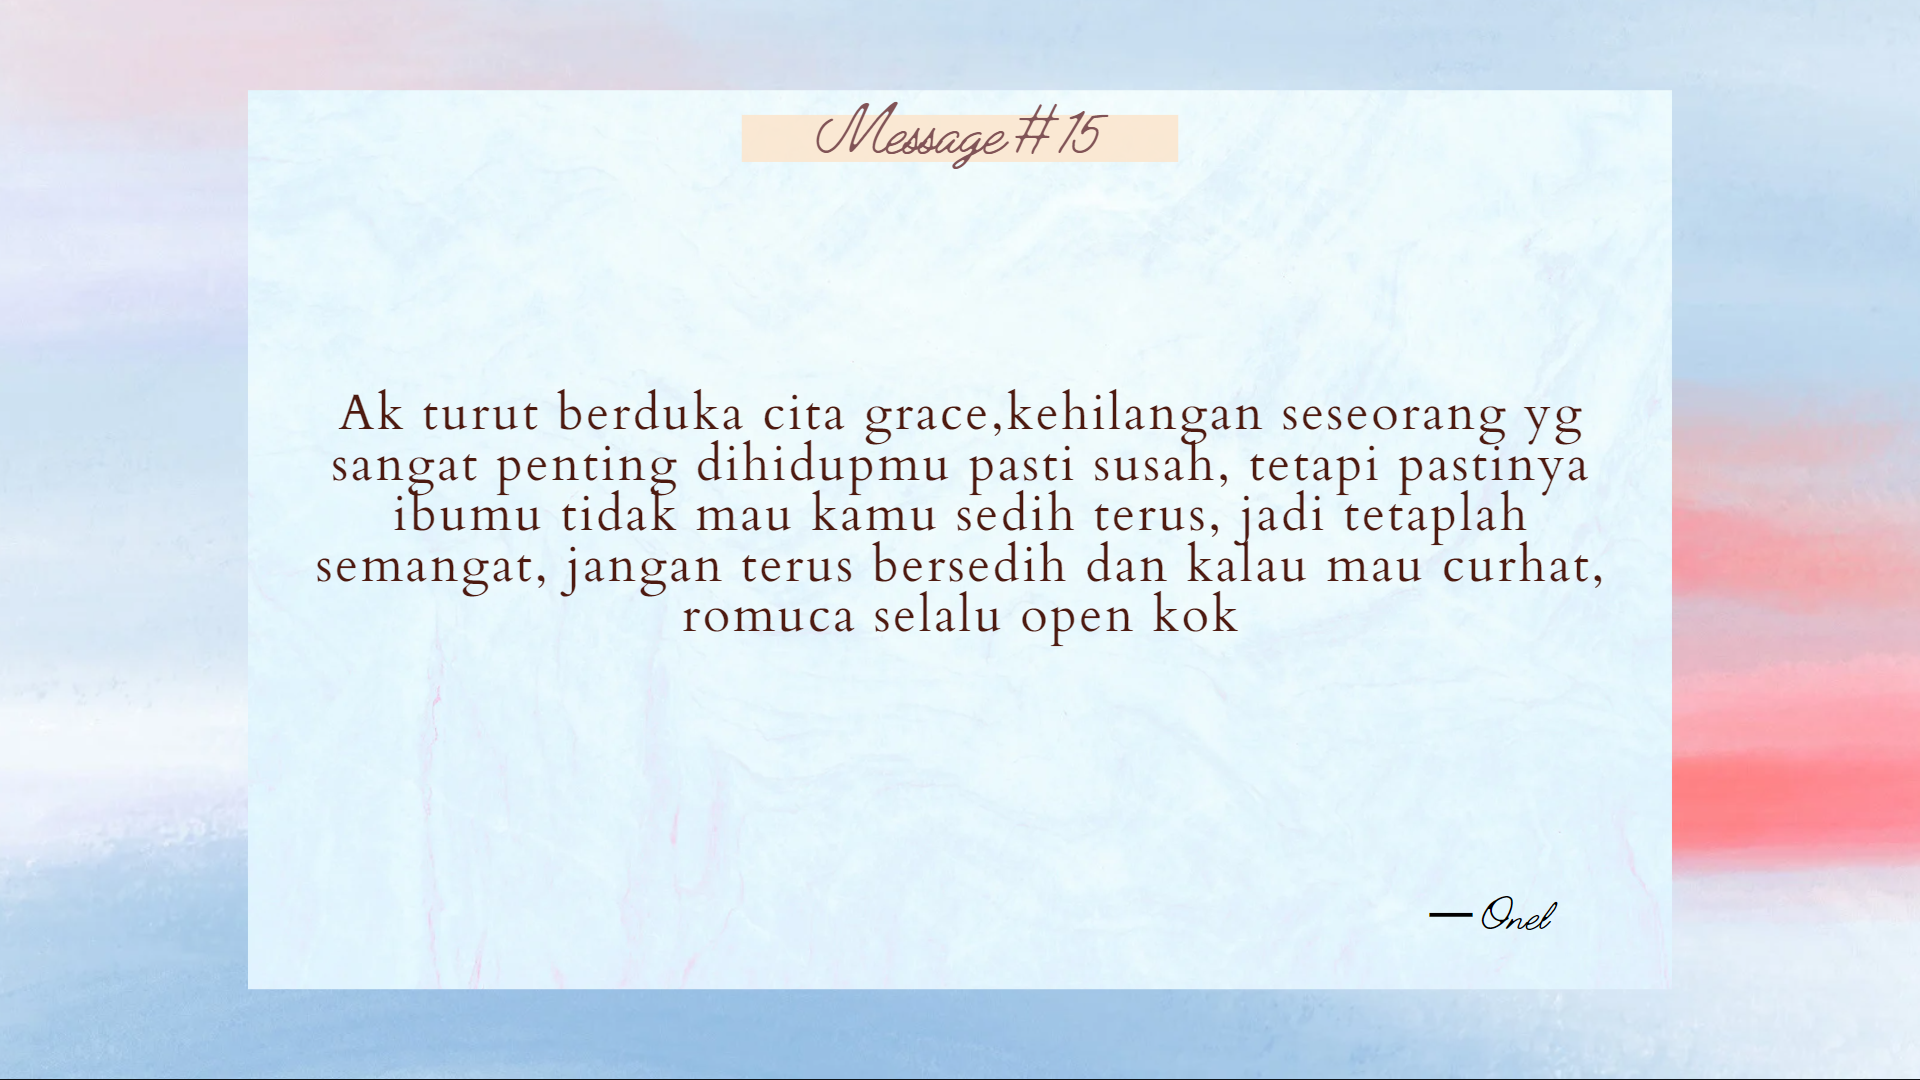 Message #15
Ak turut berduka cita grace,kehilangan seseorang yg
sangat penting dihidupmu pasti susah, tetapi pastinya
ibumu tidak mau kamu sedih terus, jadi tetaplah
semangat, jangan terus bersedih dan kalau mau curhat,
romuca selalu open kok
— Onel